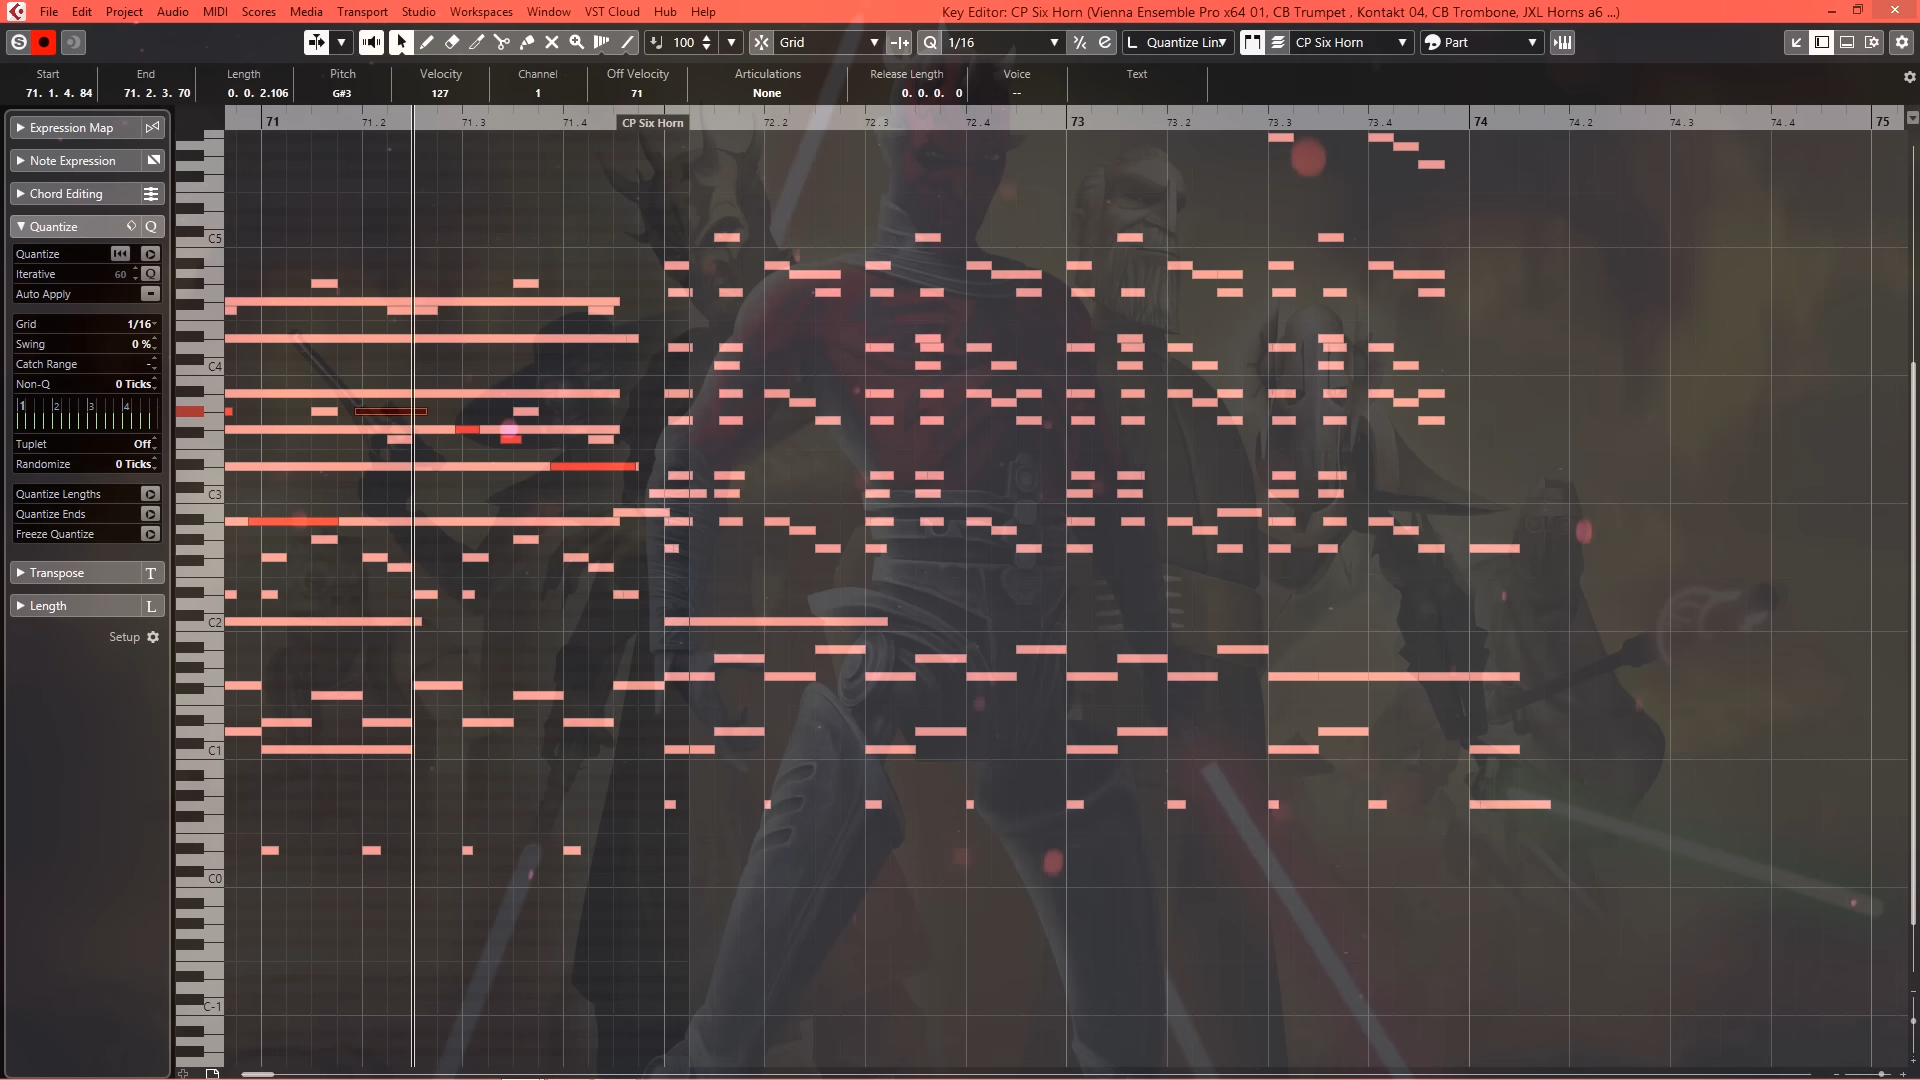 File Edit Project Audio MIDI Scores Media Transport Studio Workspaces Window VST Cloud Hub Help
Key Editor: CP Six Horn (Vienna Ensemble Pro x64 01, CB Trumpet , Kontakt 04, CB Trombone, JXL Horns a6 ...)
S 100 Grid Q 1/16 L Quantize Lin CP Six Horn Part
Start End Length Pitch Velocity Channel Off Velocity Articulations Release Length Voice Text
71. 1. 4. 84 71. 2. 3. 70 0. 0. 2.106 G#3 127 1 71 None 0. 0. 0. 0 --
71 71.2 71.3 71.4 CP Six Horn 72.2 72.3 72.4 73 73.2 73.3 73.4 74 74.2 74.3 74.4 75
Expression Map
Note Expression
Chord Editing
Quantize Q
Quantize
Iterative 60 Q
Auto Apply
Grid 1/16
Swing 0 %
Catch Range -
Non-Q 0 Ticks
1 2 3 4
Tuplet Off
Randomize 0 Ticks
Quantize Lengths
Quantize Ends
Freeze Quantize
Transpose T
Length L
Setup
C5
C4
C3
C2
C1
C0
C-1